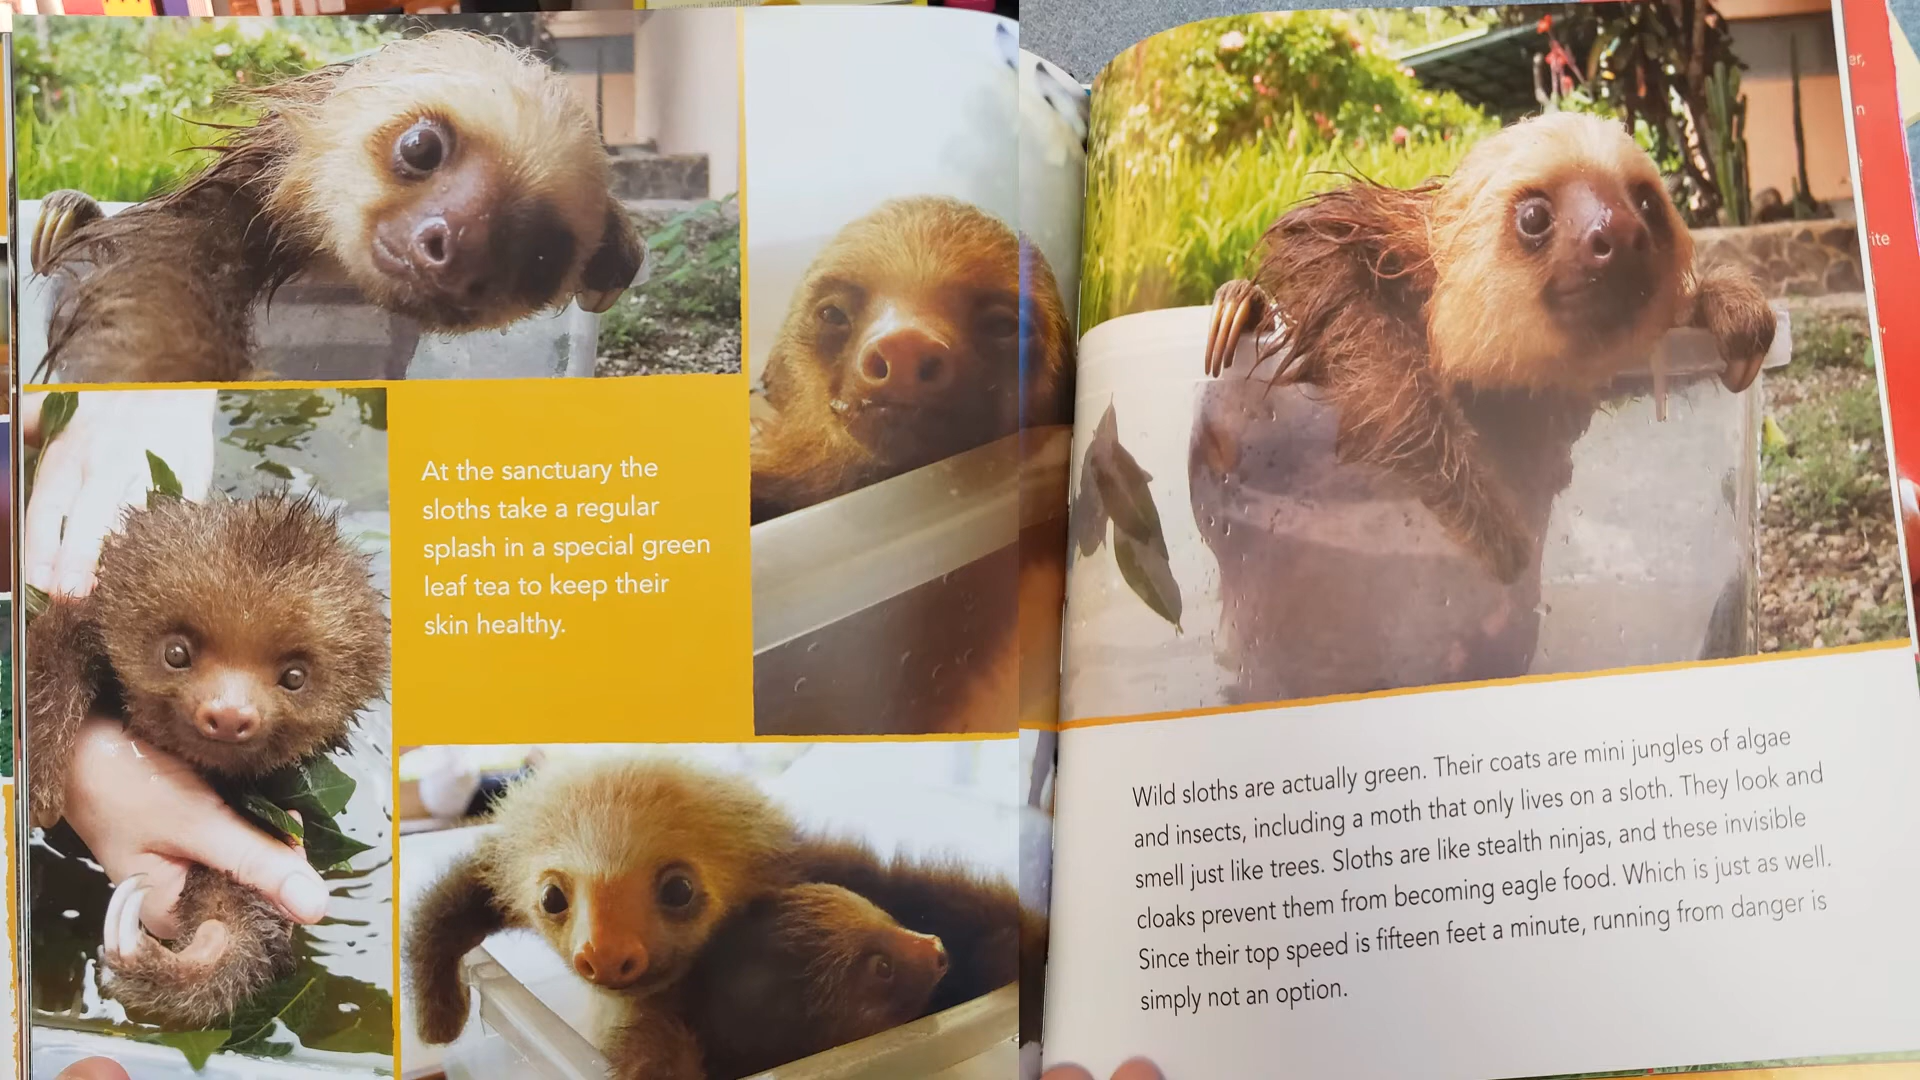 At the sanctuary the
sloths take a regular
splash in a special green
leaf tea to keep their
skin healthy.
Wild sloths are actually green. Their coats are mini jungles of algae
and insects, including a moth that only lives on a sloth. They look and
smell just like trees. Sloths are like stealth ninjas, and these invisible
cloaks prevent them from becoming eagle food. Which is just as well.
Since their top speed is fifteen feet a minute, running from danger is
simply not an option.